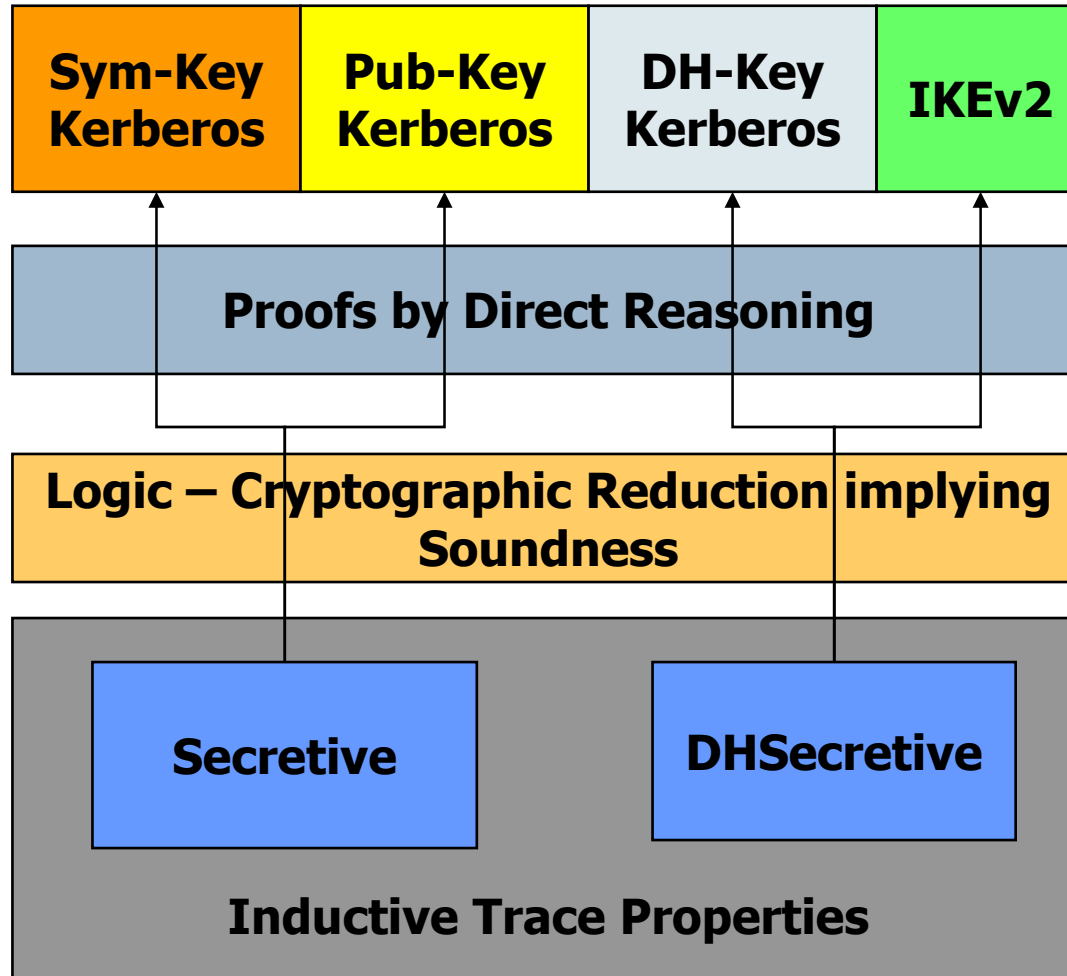 Sym-Key
Kerberos
Pub-Key
Kerberos
DH-Key
Kerberos
IKEv2
Proofs by Direct Reasoning
Logic – Cryptographic Reduction implying
Soundness
Secretive
DHSecretive
Inductive Trace Properties